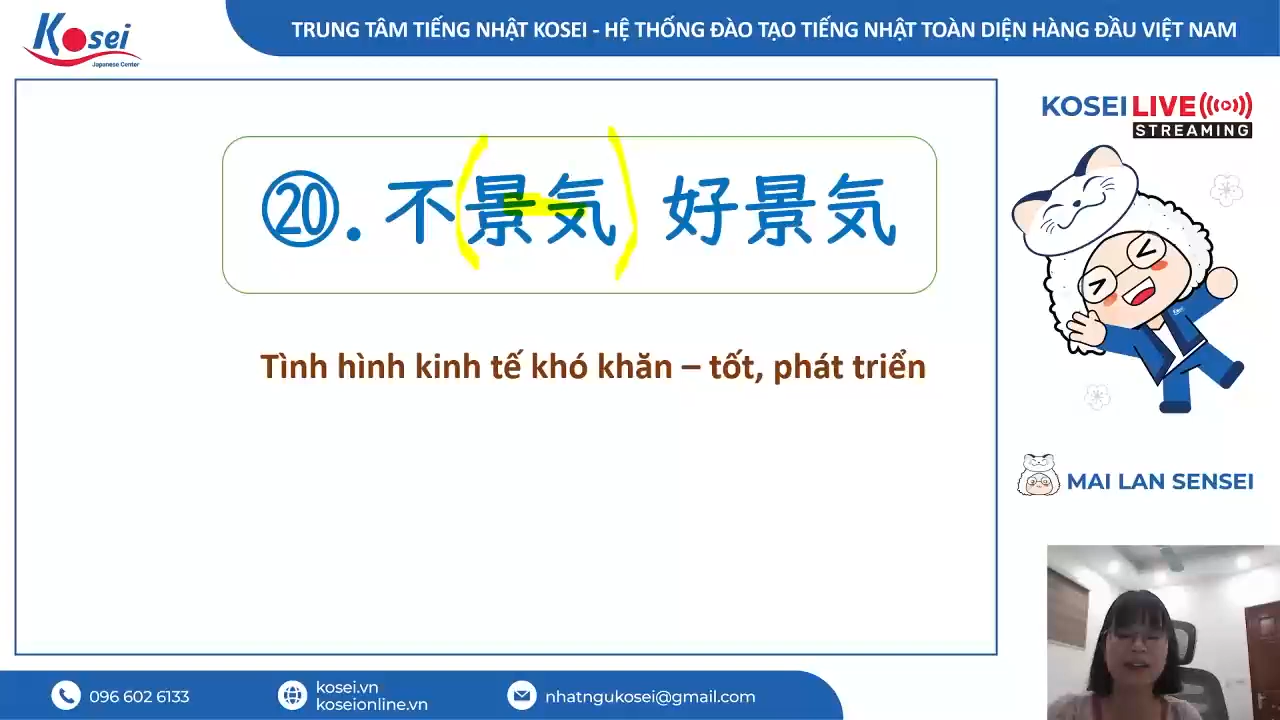 Kosei
Japanese Center
TRUNG TÂM TIẾNG NHẬT KOSEI - HỆ THỐNG ĐÀO TẠO TIẾNG NHẬT TOÀN DIỆN HÀNG ĐẦU VIỆT NAM
KOSEI LIVE
STREAMING
⑳. 不景気 好景気
Tình hình kinh tế khó khăn – tốt, phát triển
MAI LAN SENSEI
096 602 6133
kosei.vn
koseionline.vn
nhatngukosei@gmail.com